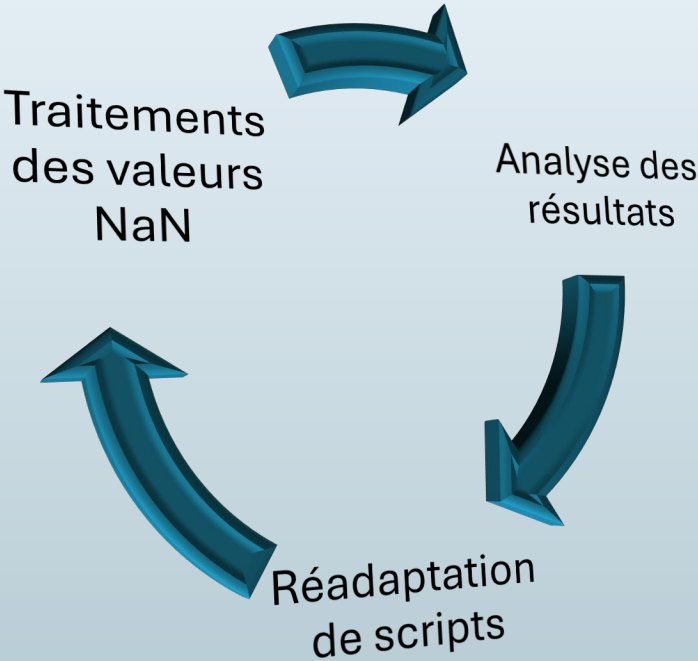 Traitements
des valeurs
NaN
Analyse des
résultats
Réadaptation
de scripts